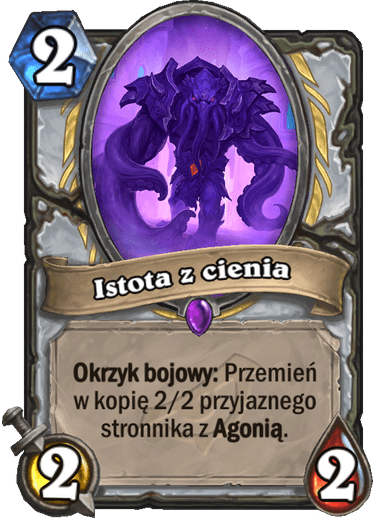 2
Istota z cienia
Okrzyk bojowy: Przemień
w kopię 2/2 przyjaznego
stronnika z Agonią.
2
2